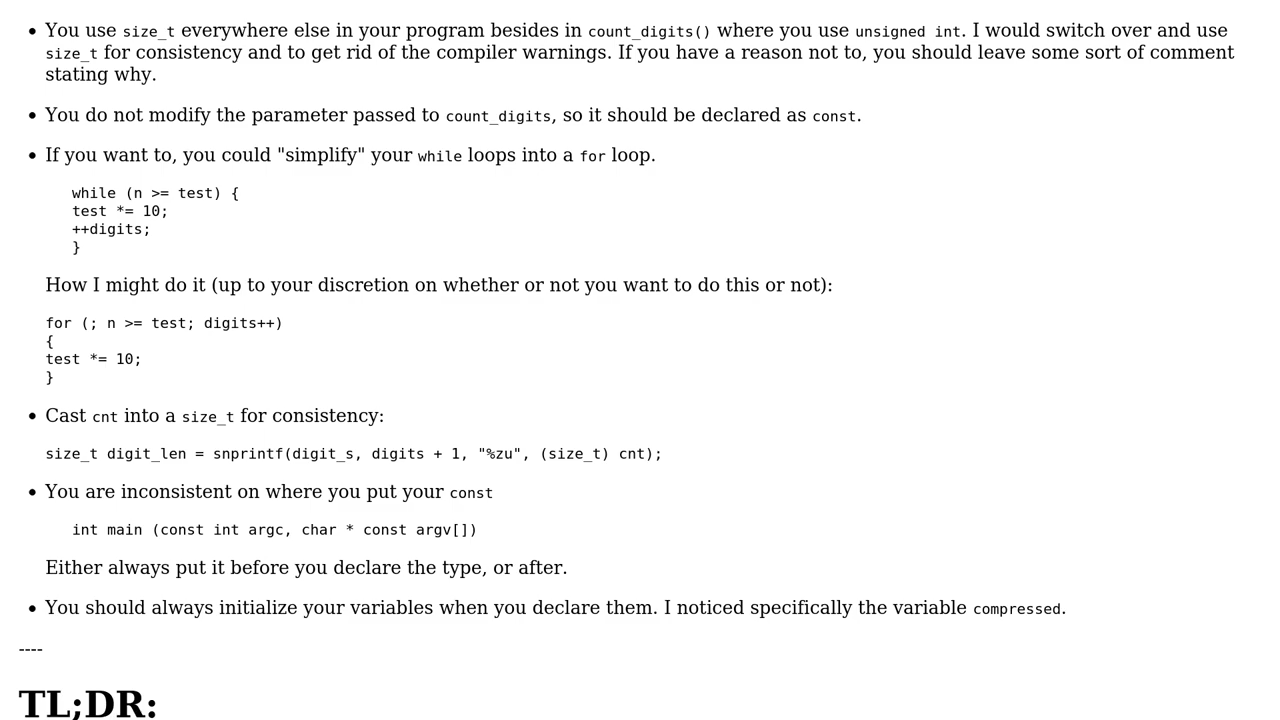 You use size_t everywhere else in your program besides in count_digits() where you use unsigned int. I would switch over and use
size_t for consistency and to get rid of the compiler warnings. If you have a reason not to, you should leave some sort of comment
stating why.
You do not modify the parameter passed to count_digits, so it should be declared as const.
If you want to, you could "simplify" your while loops into a for loop.
while (n >= test) {
test *= 10;
++digits;
}
How I might do it (up to your discretion on whether or not you want to do this or not):
for (; n >= test; digits++)
{
test *= 10;
}
Cast cnt into a size_t for consistency:
size_t digit_len = snprintf(digit_s, digits + 1, "%zu", (size_t) cnt);
You are inconsistent on where you put your const
int main (const int argc, char * const argv[])
Either always put it before you declare the type, or after.
You should always initialize your variables when you declare them. I noticed specifically the variable compressed.
----
TL;DR: